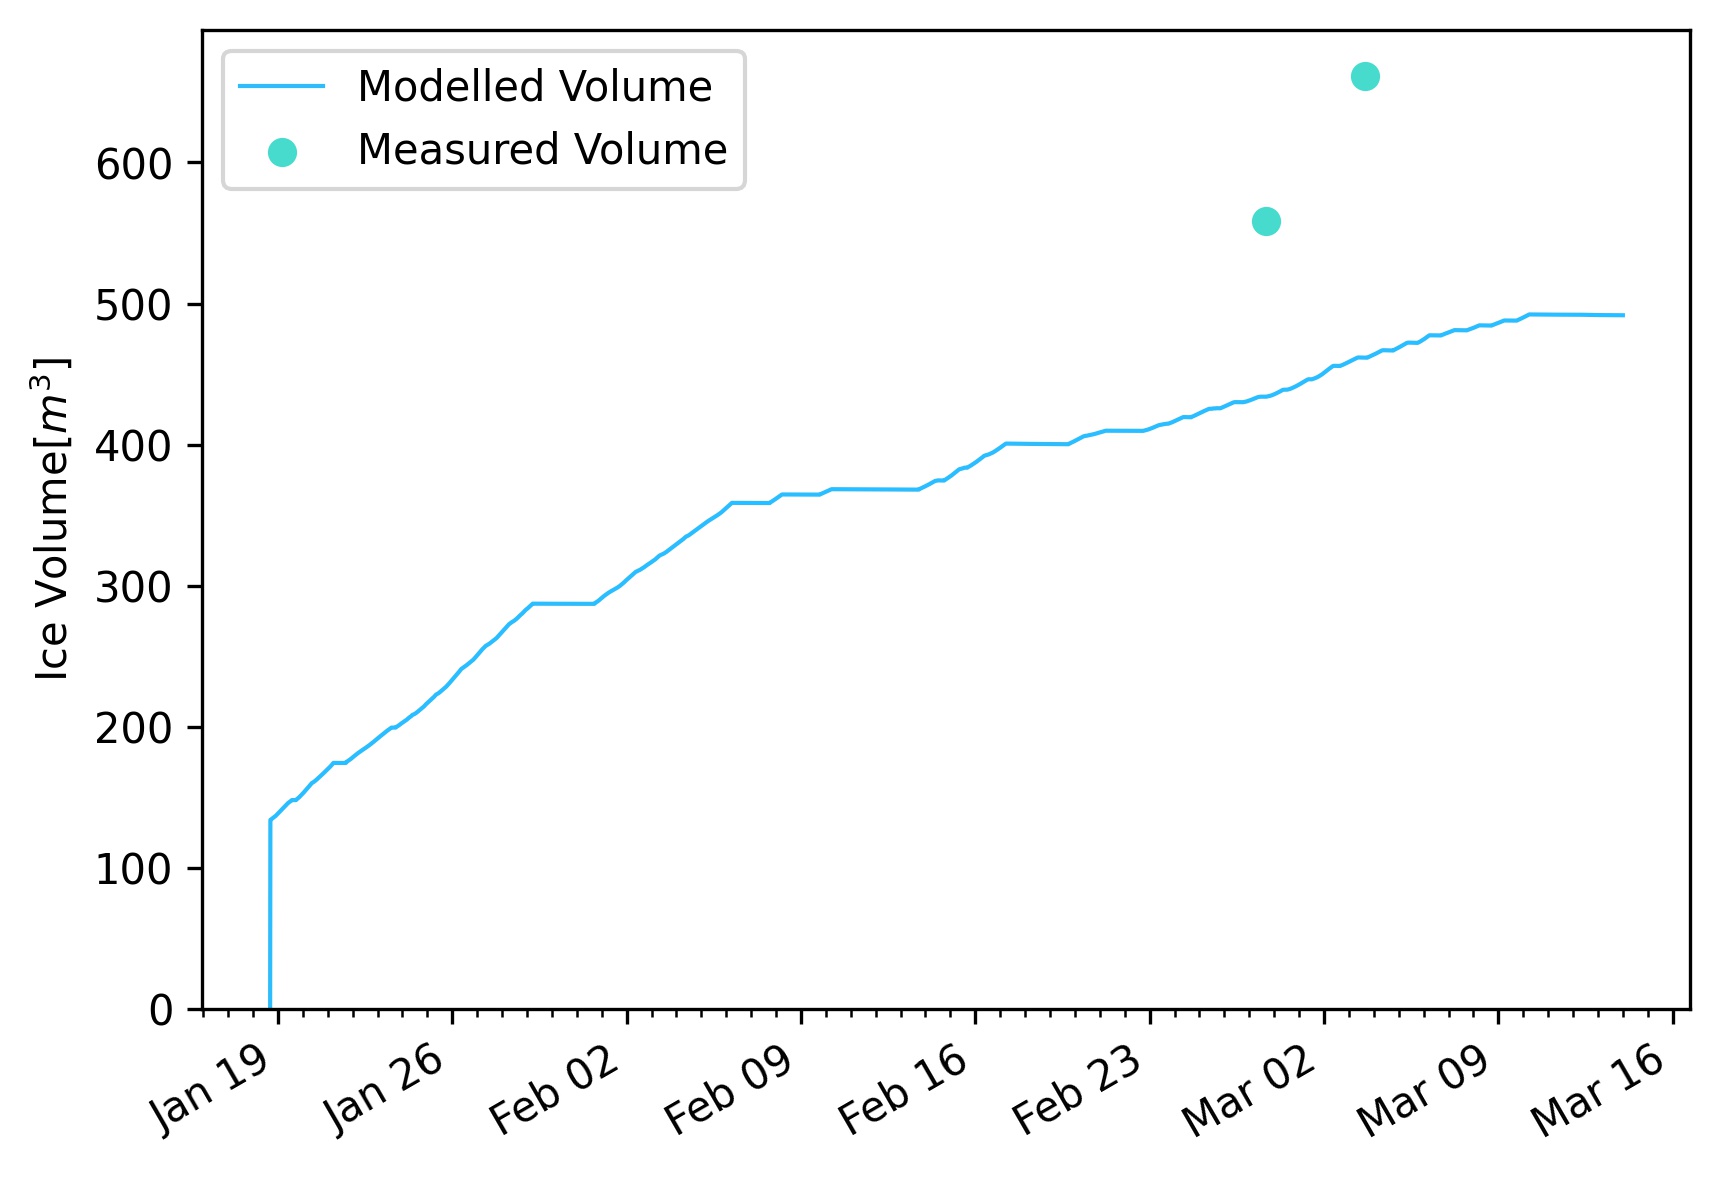 Modelled Volume
Measured Volume
Ice Volume[$m^3$]
600
500
400
300
200
100
0
Jan 19
Jan 26
Feb 02
Feb 09
Feb 16
Feb 23
Mar 02
Mar 09
Mar 16